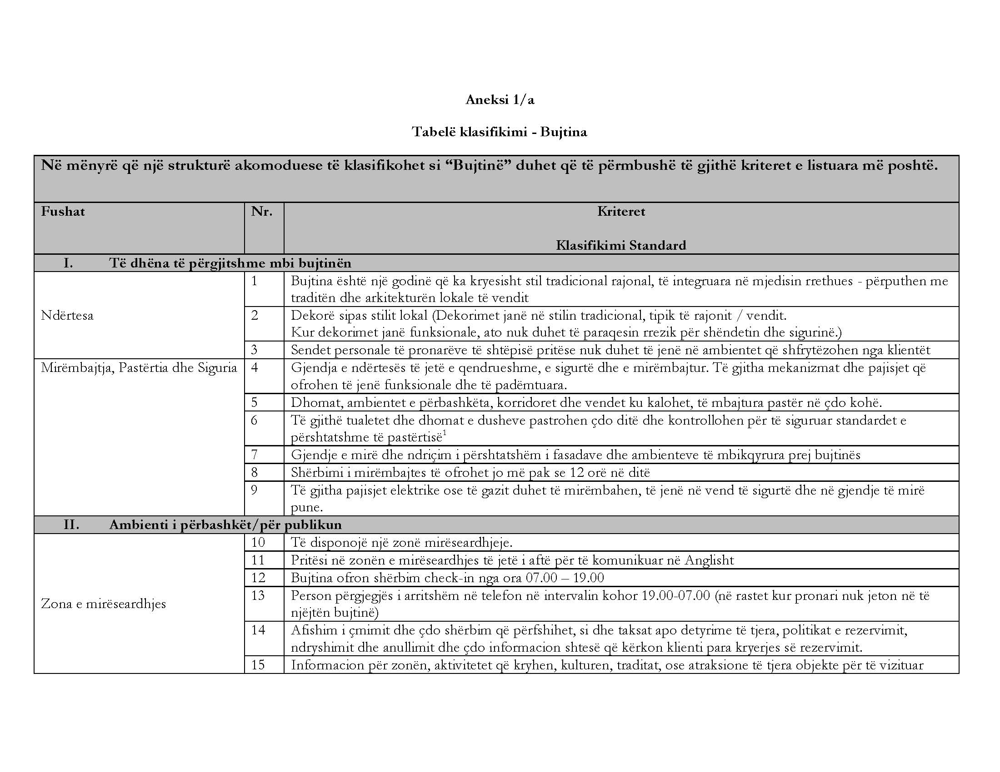 Aneksi 1/a
Tabelë klasifikimi - Bujtina
Në mënyrë që një strukturë akomoduese të klasifikohet si “Bujtinë” duhet që të përmbushë të gjithë kriteret e listuara më poshtë.
Fushat
Nr.
Kriteret
Klasifikimi Standard
I. Të dhëna të përgjitshme mbi bujtinën
Ndërtesa
1
Bujtina është një godinë që ka kryesisht stil tradicional rajonal, të integruara në mjedisin rrethues - përputhen me
traditën dhe arkitekturën lokale të vendit
2
Dekorë sipas stilit lokal (Dekorimet janë në stilin tradicional, tipik të rajonit / vendit.
Kur dekorimet janë funksionale, ato nuk duhet të paraqesin rrezik për shëndetin dhe sigurinë.)
3
Sendet personale të pronarëve të shtëpisë pritëse nuk duhet të jenë në ambientet që shfrytëzohen nga klientët
Mirëmbajtja, Pastërtia dhe Siguria
4
Gjendja e ndërtesës të jetë e qendrueshme, e sigurtë dhe e mirëmbajtur. Të gjitha mekanizmat dhe pajisjet që
ofrohen të jenë funksionale dhe të padëmtuara.
5
Dhomat, ambientet e përbashkëta, korridoret dhe vendet ku kalohet, të mbajtura pastër në çdo kohë.
6
Të gjithë tualetet dhe dhomat e dusheve pastrohen çdo ditë dhe kontrollohen për të siguruar standardet e
përshtatshme të pastërtisë1
7
Gjendje e mirë dhe ndriçim i përshtatshëm i fasadave dhe ambienteve të mbikqyrura prej bujtinës
8
Shërbimi i mirëmbajtes të ofrohet jo më pak se 12 orë në ditë
9
Të gjitha pajisjet elektrike ose të gazit duhet të mirëmbahen, të jenë në vend të sigurtë dhe në gjendje të mirë
pune.
II. Ambienti i përbashkët/për publikun
Zona e mirëseardhjes
10
Të disponojë një zonë mirëseardhjeje.
11
Pritësi në zonën e mirëseardhjes të jetë i aftë për të komunikuar në Anglisht
12
Bujtina ofron shërbim check-in nga ora 07.00 – 19.00
13
Person përgjegjës i arritshëm në telefon në intervalin kohor 19.00-07.00 (në rastet kur pronari nuk jeton në të
njëjtën bujtinë)
14
Afishim i çmimit dhe çdo shërbim që përfshihet, si dhe taksat apo detyrime të tjera, politikat e rezervimit,
ndryshimit dhe anullimit dhe çdo informacion shtesë që kërkon klienti para kryerjes së rezervimit.
15
Informacion për zonën, aktivitetet që kryhen, kulturen, traditat, ose atraksione të tjera objekte për të vizituar